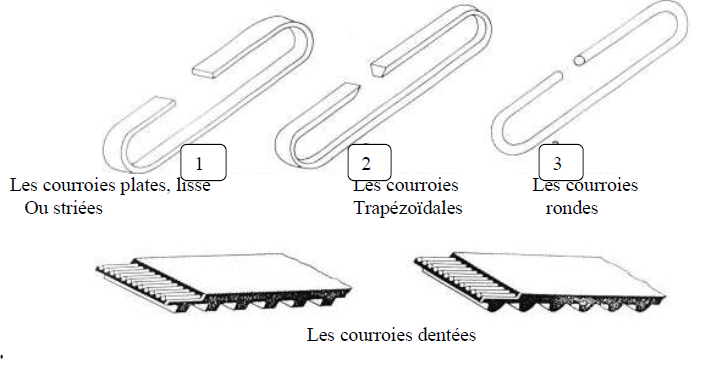 1
2
3
Les courroies plates, lisse
Ou striées
Les courroies
Trapézoïdales
Les courroies
rondes
Les courroies dentées